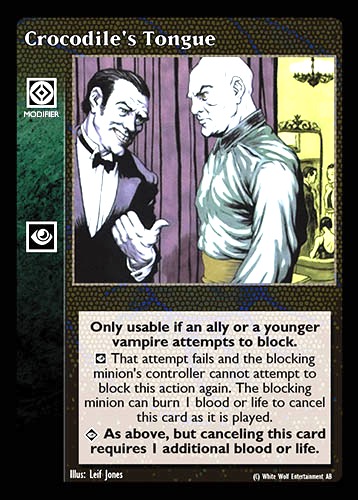 Crocodile's Tongue
MODIFIER
Only usable if an ally or a younger
vampire attempts to block.
That attempt fails and the blocking
minion's controller cannot attempt to
block this action again. The blocking
minion can burn 1 blood or life to cancel
this card as it is played.
As above, but canceling this card
requires 1 additional blood or life.
Illus: Leif Jones
(C) White Wolf Entertainment AB